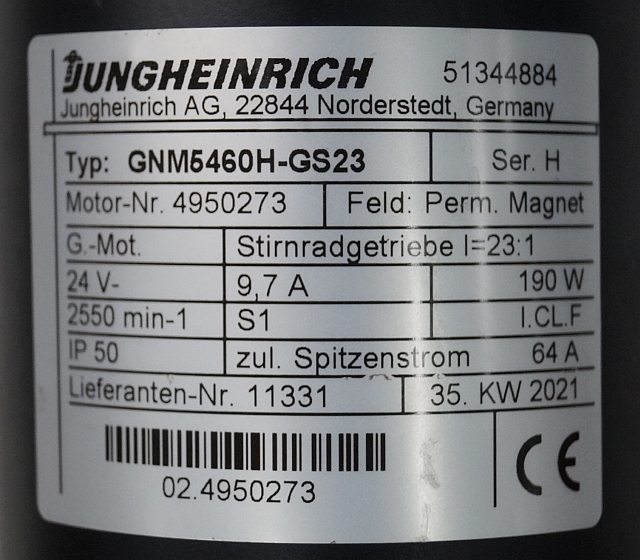 JUNGHEINRICH 51344884
Jungheinrich AG, 22844 Norderstedt, Germany
Typ: GNM5460H-GS23 Ser. H
Motor-Nr. 4950273 Feld: Perm. Magnet
G.-Mot. Stirnradgetriebe I=23:1
24 V- 9,7 A 190 W
2550 min-1 S1 I.CL.F
IP 50 zul. Spitzenstrom 64 A
Lieferanten-Nr. 11331 35. KW 2021
02.4950273 CE